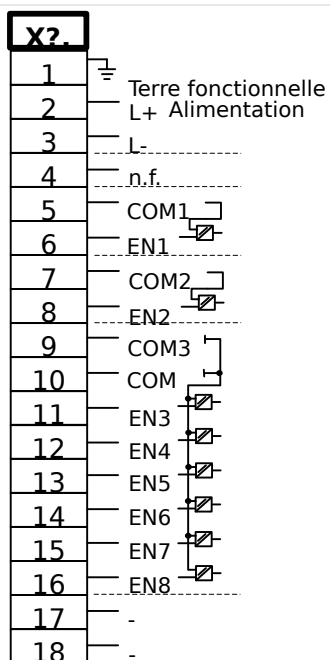 X?.
1
Terre fonctionnelle
2 L+ Alimentation
3 L-
4 n.f.
5 COM1
6 EN1
7 COM2
8 EN2
9 COM3
10 COM
11 EN3
12 EN4
13 EN5
14 EN6
15 EN7
16 EN8
17 -
18 -